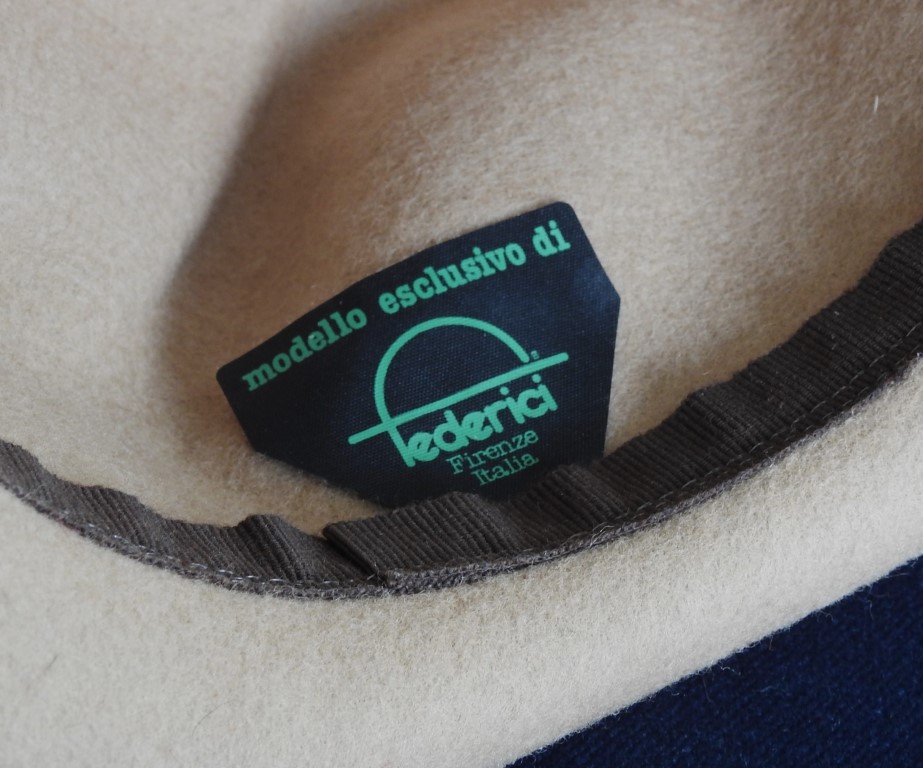 modello esclusivo di
federici
Firenze
Italia